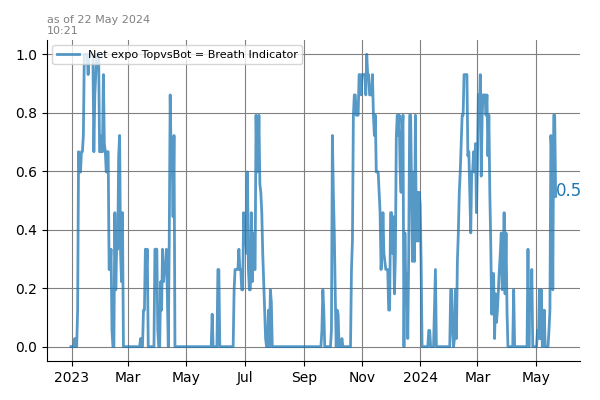 as of 22 May 2024
10:21
Net expo TopvsBot = Breath Indicator
1.0
0.8
0.6
0.5
0.4
0.2
0.0
2023 Mar May Jul Sep Nov 2024 Mar May